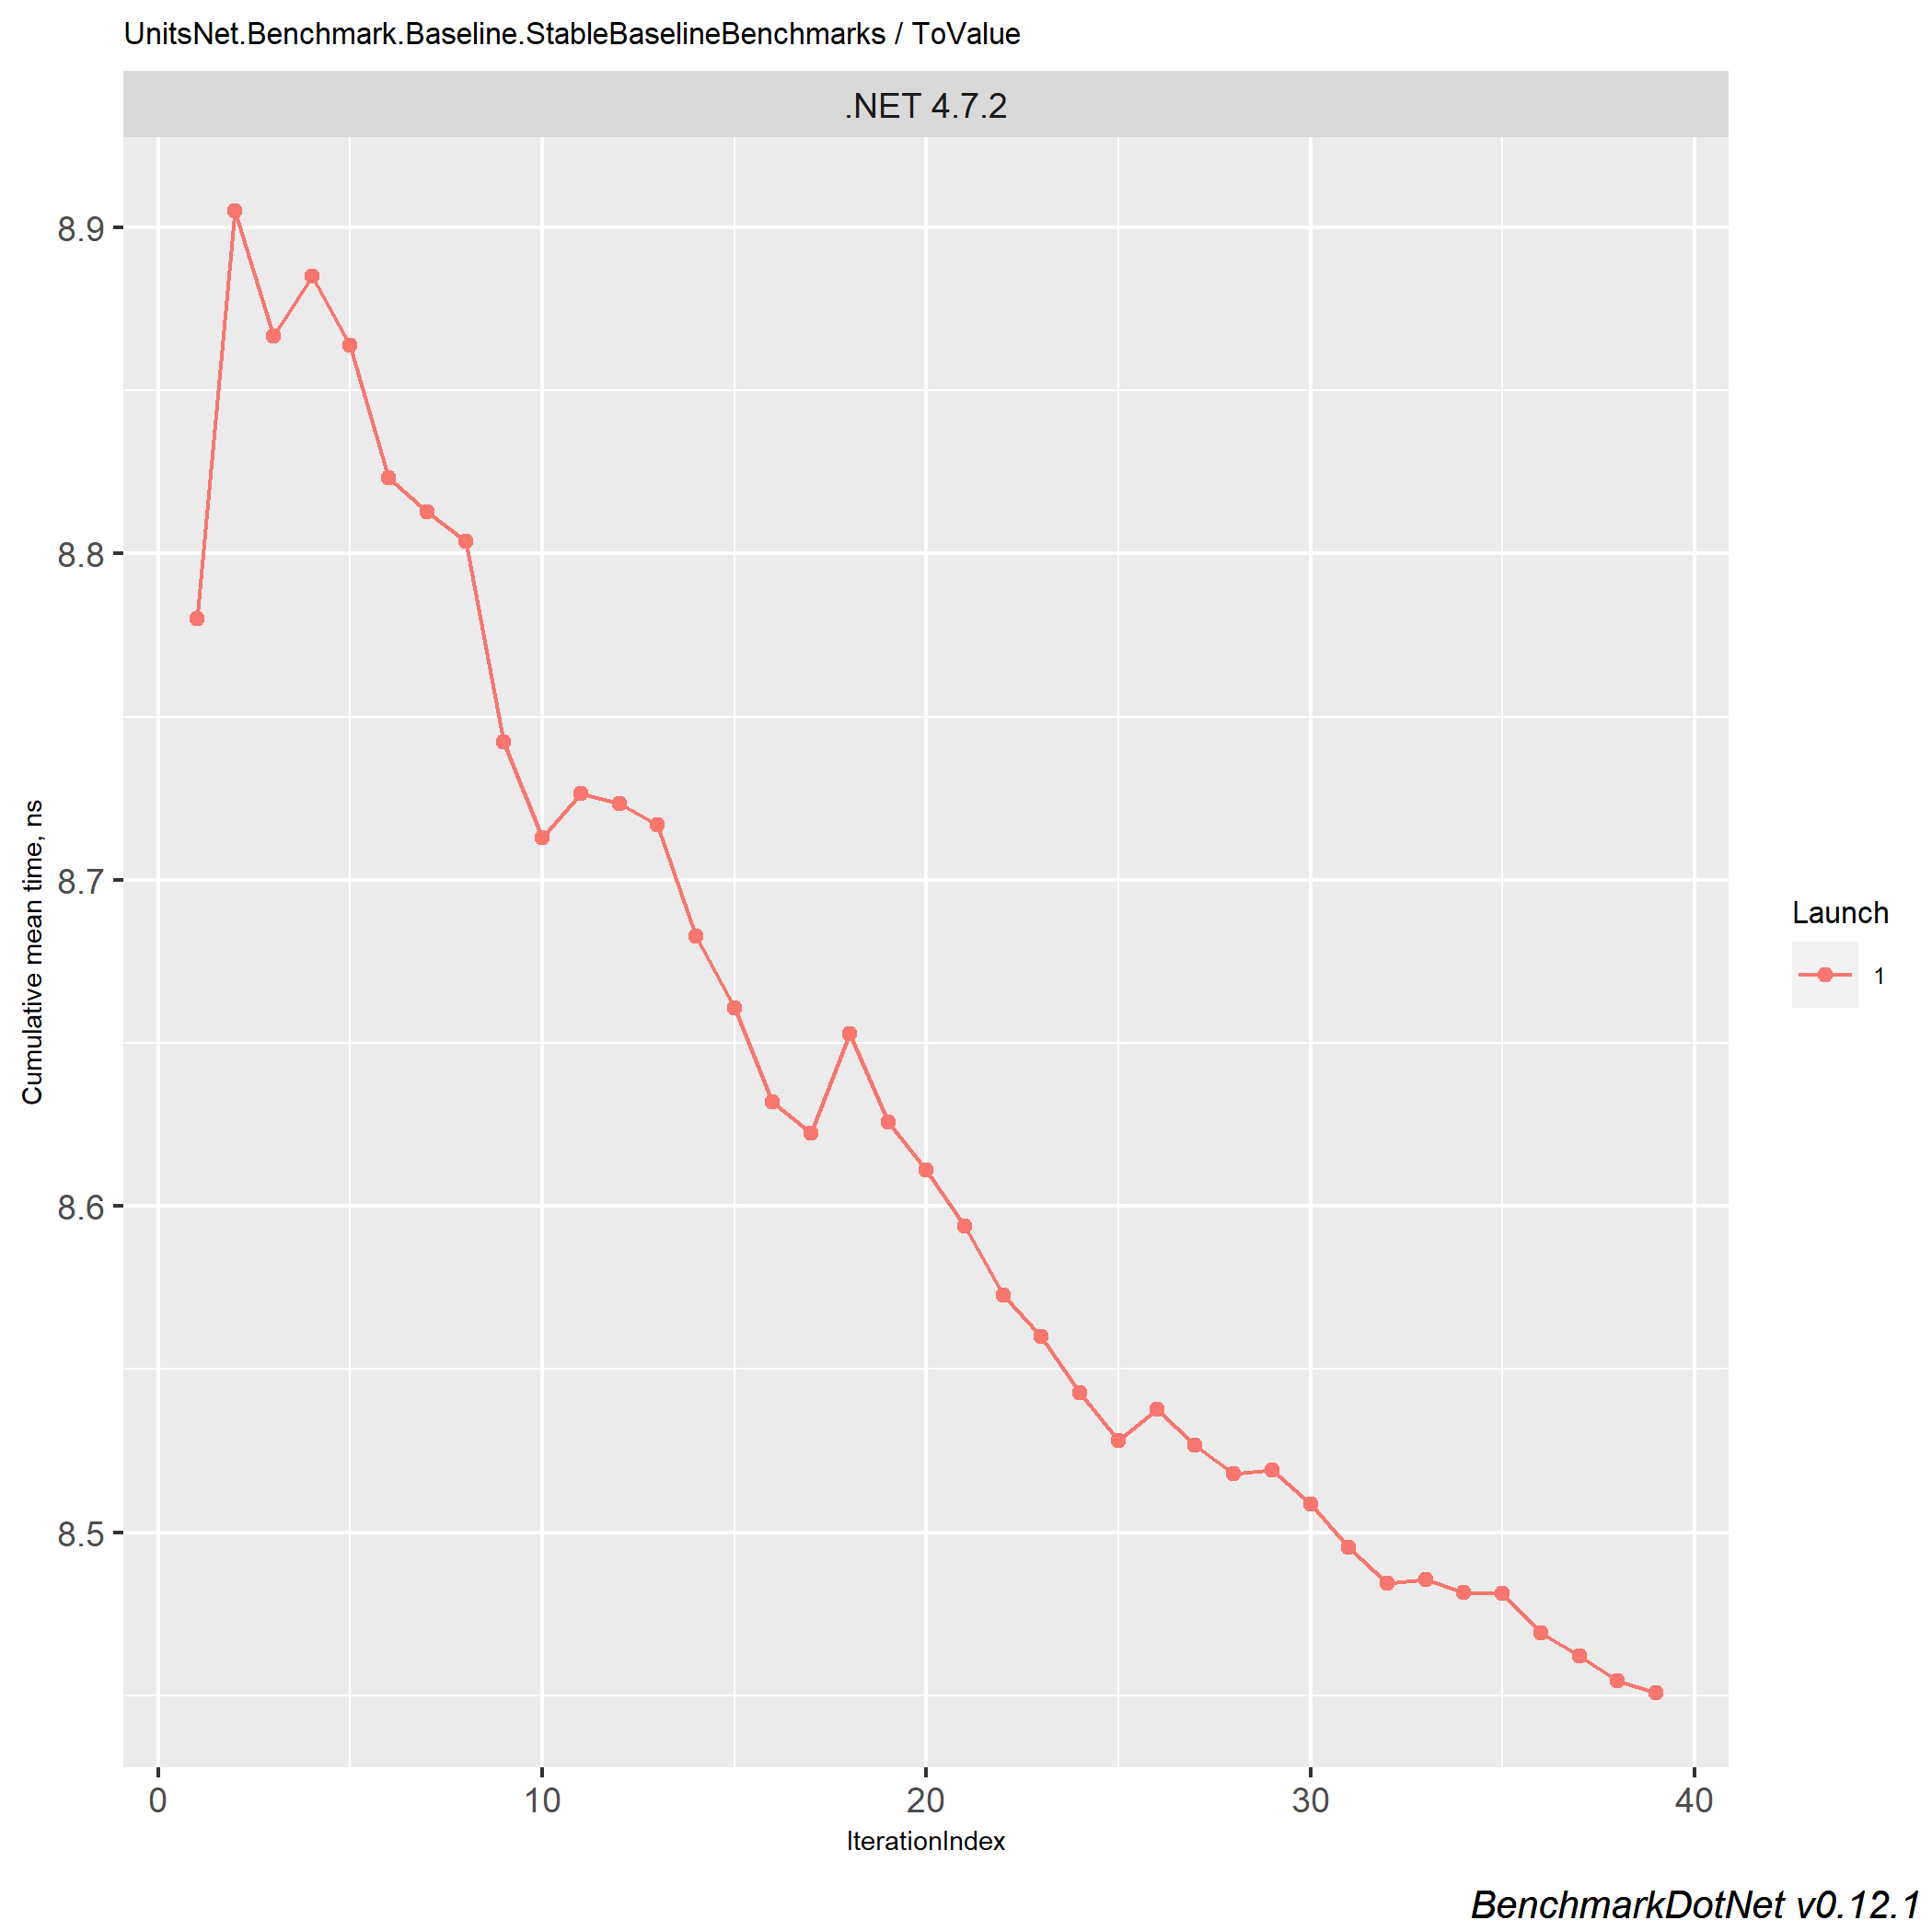 UnitsNet.Benchmark.Baseline.StableBaselineBenchmarks / ToValue
.NET 4.7.2
8.9
8.8
8.7
8.6
8.5
Cumulative mean time, ns
0 10 20 30 40
IterationIndex
Launch
1
BenchmarkDotNet v0.12.1